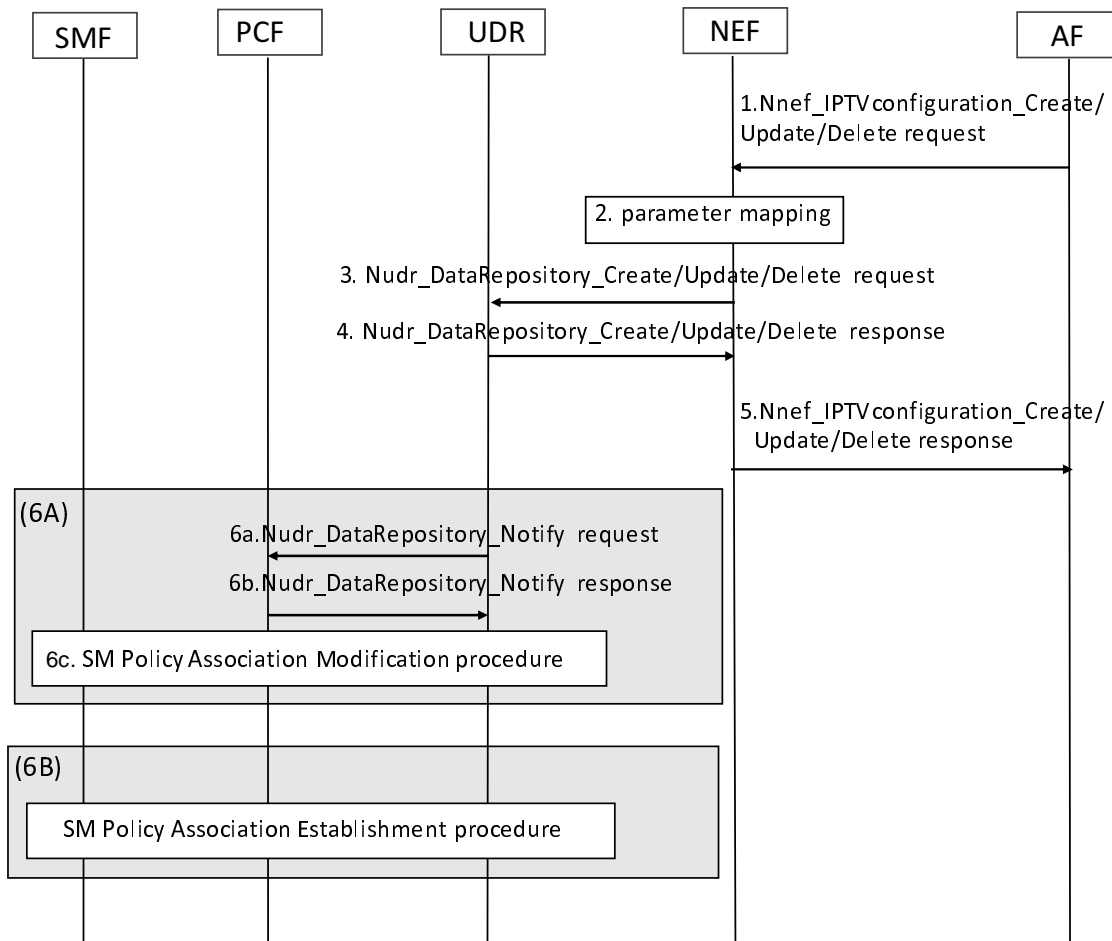 SMF
PCF
UDR
NEF
AF
1.Nnef_IPTVconfiguration_Create/
Update/Delete request
2. parameter mapping
3. Nudr_DataRepository_Create/Update/Delete request
4. Nudr_DataRepository_Create/Update/Delete response
5.Nnef_IPTVconfiguration_Create/
Update/Delete response
(6A)
6a.Nudr_DataRepository_Notify request
6b.Nudr_DataRepository_Notify response
6c. SM Policy Association Modification procedure
(6B)
SM Policy Association Establishment procedure